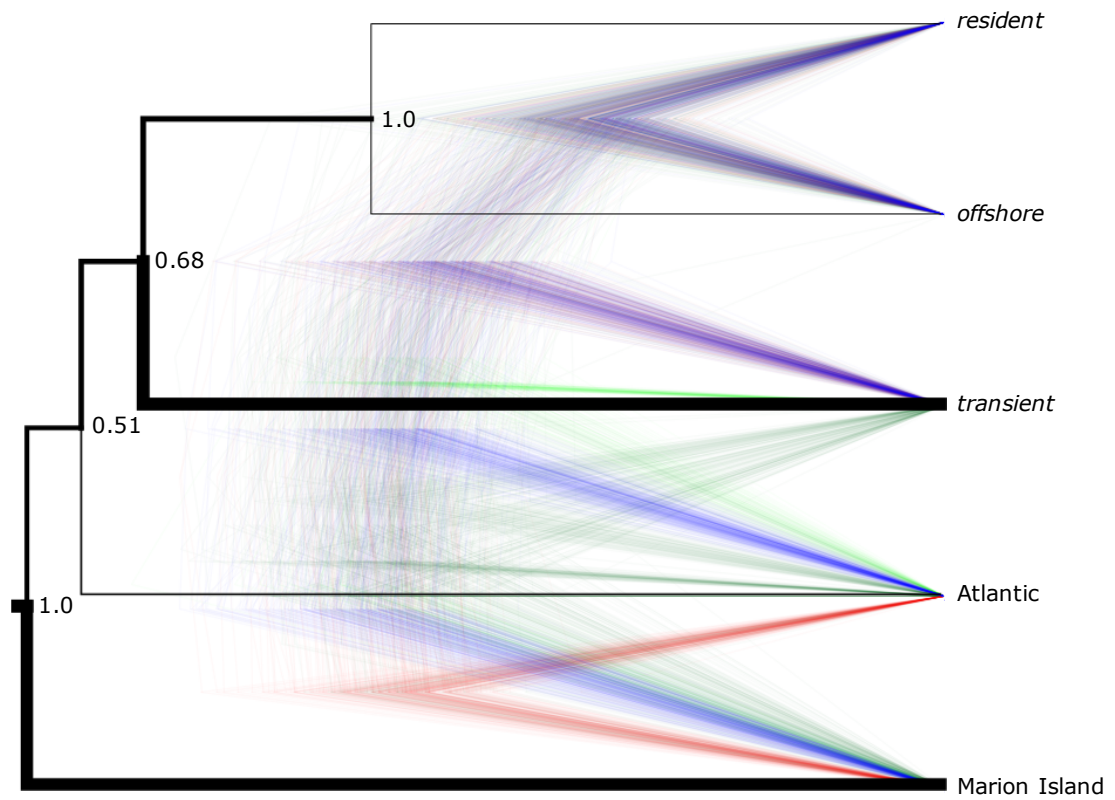 resident
1.0
offshore
0.68
transient
0.51
Atlantic
1.0
Marion Island